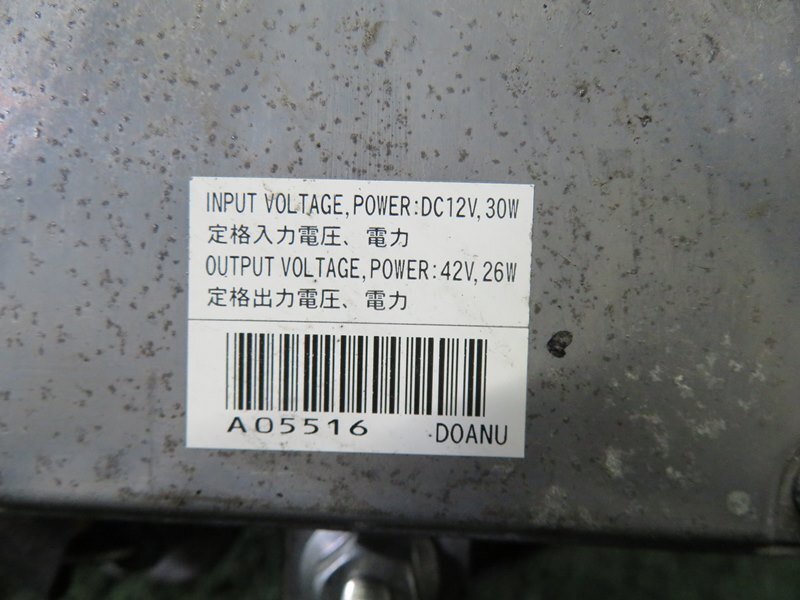 INPUT VOLTAGE,POWER:DC12V,30W
定格入力電圧、電力
OUTPUT VOLTAGE,POWER:42V,26W
定格出力電圧、電力
A05516 DOANU